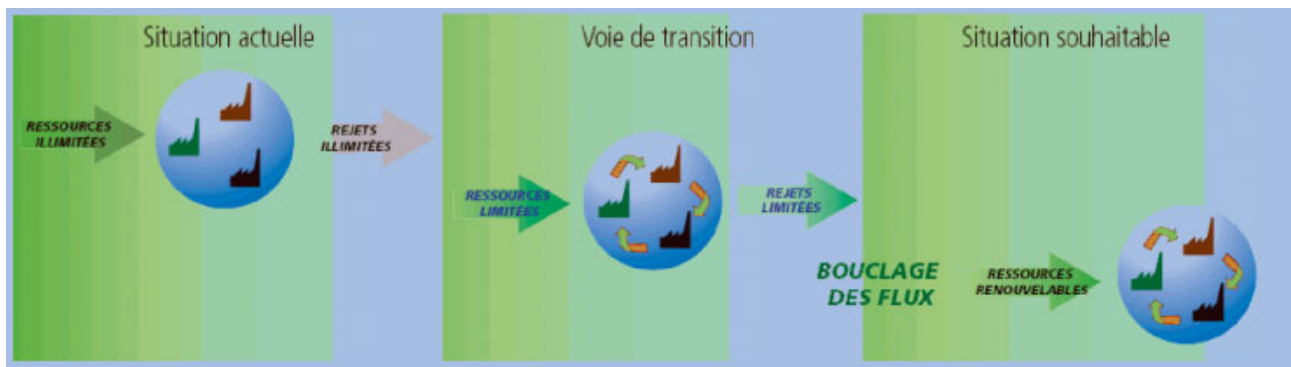 Situation actuelle
RESSOURCES
ILLIMITÉES
REJETS
ILLIMITÉES
Voie de transition
RESSOURCES
LIMITÉES
REJETS
LIMITÉES
Situation souhaitable
BOUCLAGE
DES FLUX
RESSOURCES
RENOUVELABLES